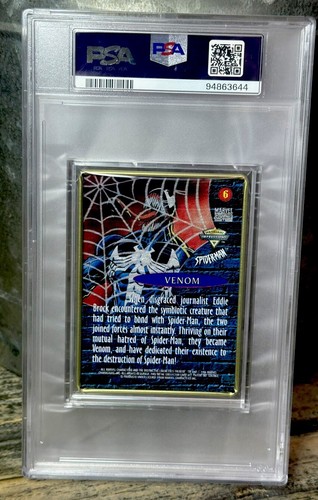 PSA
PSA
94863644
6
SPIDER-MAN
VENOM
When disgraced journalist Eddie
Brock encountered the symbiotic creature that
had tried to bond with Spider-Man, the two
joined forces almost instantly. Thriving on their
mutual hatred of Spider-Man, they became
Venom, and have dedicated their existence to
the destruction of Spider-Man!